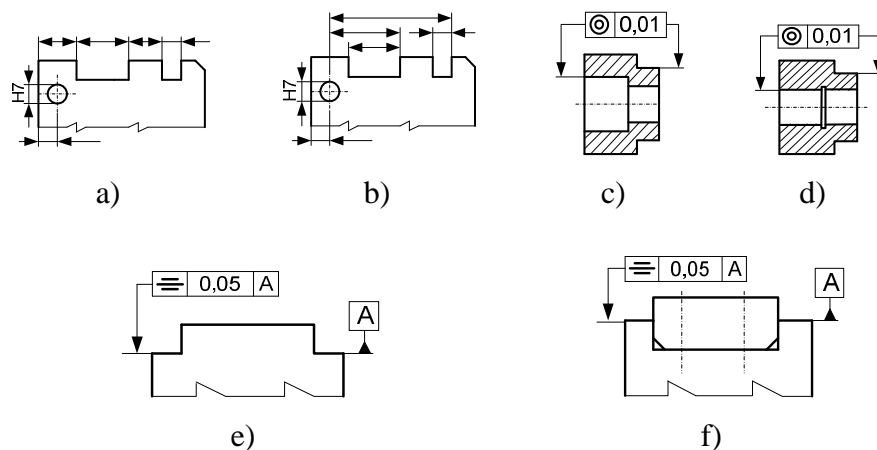 H7
H7
◎ 0,01
◎ 0,01
a)
b)
c)
d)
⌯ 0,05 A
A
⌯ 0,05 A
A
e)
f)